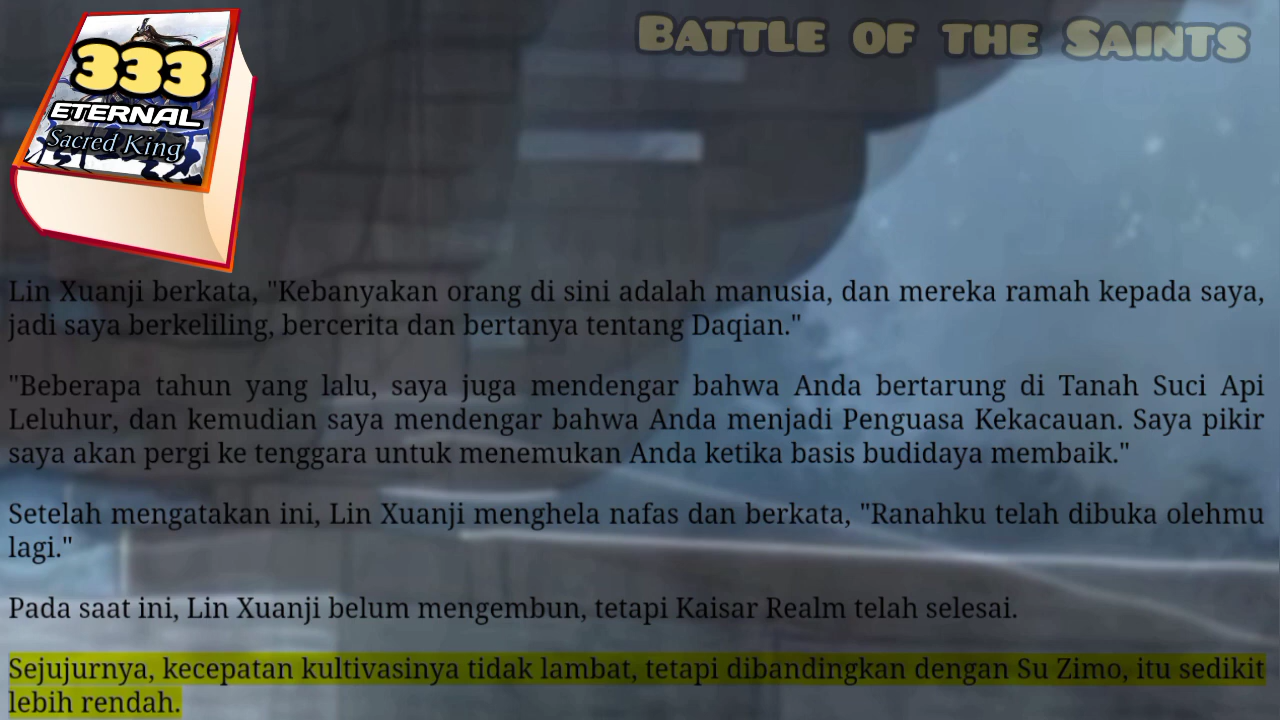 Battle of the Saints
333
ETERNAL
Sacred King
Lin Xuanji berkata, "Kebanyakan orang di sini adalah manusia, dan mereka ramah kepada saya,
jadi saya berkeliling, bercerita dan bertanya tentang Daqian."
"Beberapa tahun yang lalu, saya juga mendengar bahwa Anda bertarung di Tanah Suci Api
Leluhur, dan kemudian saya mendengar bahwa Anda menjadi Penguasa Kekacauan. Saya pikir
saya akan pergi ke tenggara untuk menemukan Anda ketika basis budidaya membaik."
Setelah mengatakan ini, Lin Xuanji menghela nafas dan berkata, "Ranahku telah dibuka olehmu
lagi."
Pada saat ini, Lin Xuanji belum mengembun, tetapi Kaisar Realm telah selesai.
Sejujurnya, kecepatan kultivasinya tidak lambat, tetapi dibandingkan dengan Su Zimo, itu sedikit
lebih rendah.